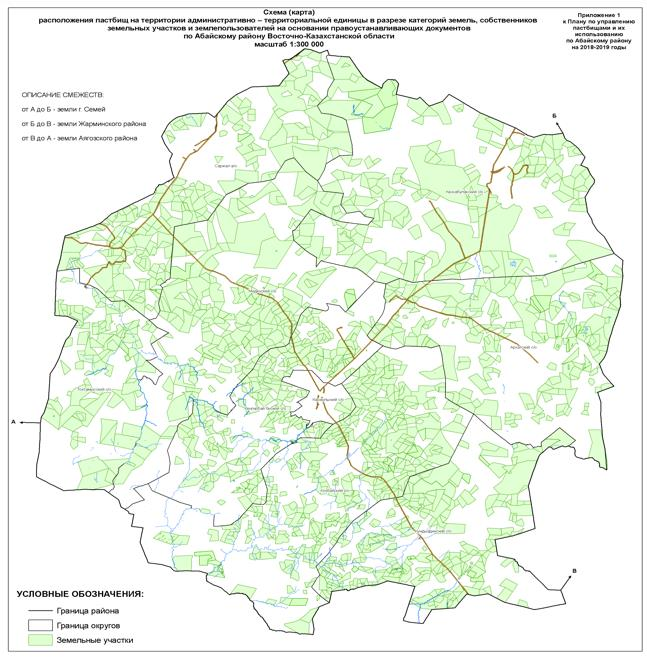 Схема (карта)
расположения пастбищ на территории административно – территориальной единицы в разрезе категорий земель, собственников
земельных участков и землепользователей на основании правоустанавливающих документов
по Абайскому району Восточно-Казахстанской области
масштаб 1:300 000
Приложение 1
к Плану по управлению
пастбищами и их
использованию
по Абайскому району
на 2018-2019 годы
ОПИСАНИЕ СМЕЖЕСТВ:
от А до Б - земли г. Семей
от Б до В - земли Жарминского района
от В до А - земли Аягозского района
Б
А
В
УСЛОВНЫЕ ОБОЗНАЧЕНИЯ:
Граница района
Граница округов
Земельные участки